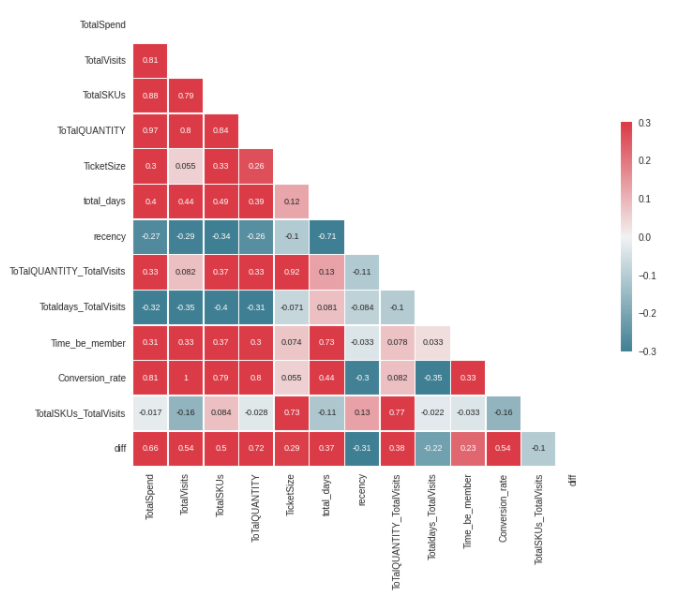 TotalSpend
TotalVisits 0.81
TotalSKUs 0.88 0.79
ToTalQUANTITY 0.97 0.8 0.84
TicketSize 0.3 0.055 0.33 0.26
total_days 0.4 0.44 0.49 0.39 0.12
recency -0.27 -0.29 -0.34 -0.26 -0.1 -0.71
ToTalQUANTITY_TotalVisits 0.33 0.082 0.37 0.33 0.92 0.13 -0.11
Totaldays_TotalVisits -0.32 -0.35 -0.4 -0.31 -0.071 0.081 -0.084 -0.1
Time_be_member 0.31 0.33 0.37 0.3 0.074 0.73 -0.033 0.078 0.033
Conversion_rate 0.81 1 0.79 0.8 0.055 0.44 -0.3 0.082 -0.35 0.33
TotalSKUs_TotalVisits -0.017 -0.16 0.084 -0.028 0.73 -0.11 0.13 0.77 -0.022 -0.033 -0.16
diff 0.66 0.54 0.5 0.72 0.29 0.37 -0.31 0.38 -0.22 0.23 0.54 -0.1
TotalSpend
TotalVisits
TotalSKUs
ToTalQUANTITY
TicketSize
total_days
recency
ToTalQUANTITY_TotalVisits
Totaldays_TotalVisits
Time_be_member
Conversion_rate
TotalSKUs_TotalVisits
diff
0.3
0.2
0.1
0.0
−0.1
−0.2
−0.3